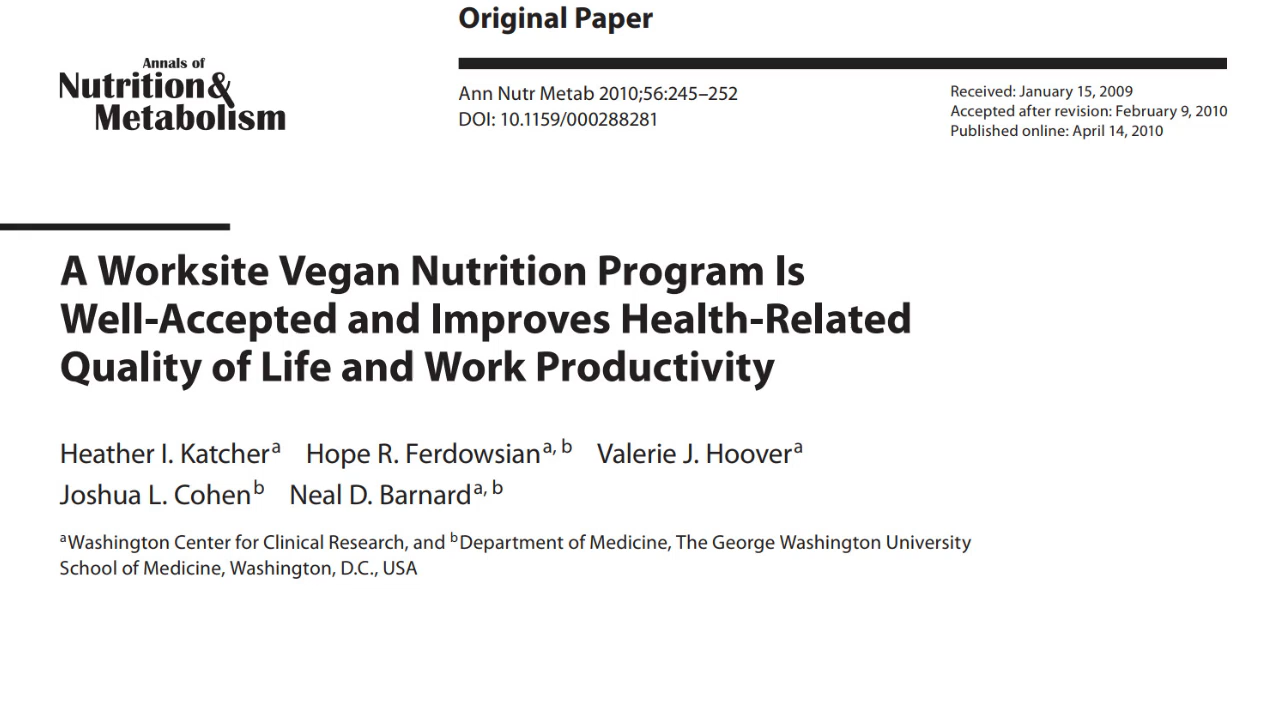 Original Paper
Annals of
Nutrition&
Metabolism
Ann Nutr Metab 2010;56:245–252
DOI: 10.1159/000288281
Received: January 15, 2009
Accepted after revision: February 9, 2010
Published online: April 14, 2010
A Worksite Vegan Nutrition Program Is
Well-Accepted and Improves Health-Related
Quality of Life and Work Productivity
Heather I. Katcher a Hope R. Ferdowsian a, b Valerie J. Hoover a
Joshua L. Cohen b Neal D. Barnard a, b
a Washington Center for Clinical Research, and b Department of Medicine, The George Washington University
School of Medicine, Washington, D.C., USA